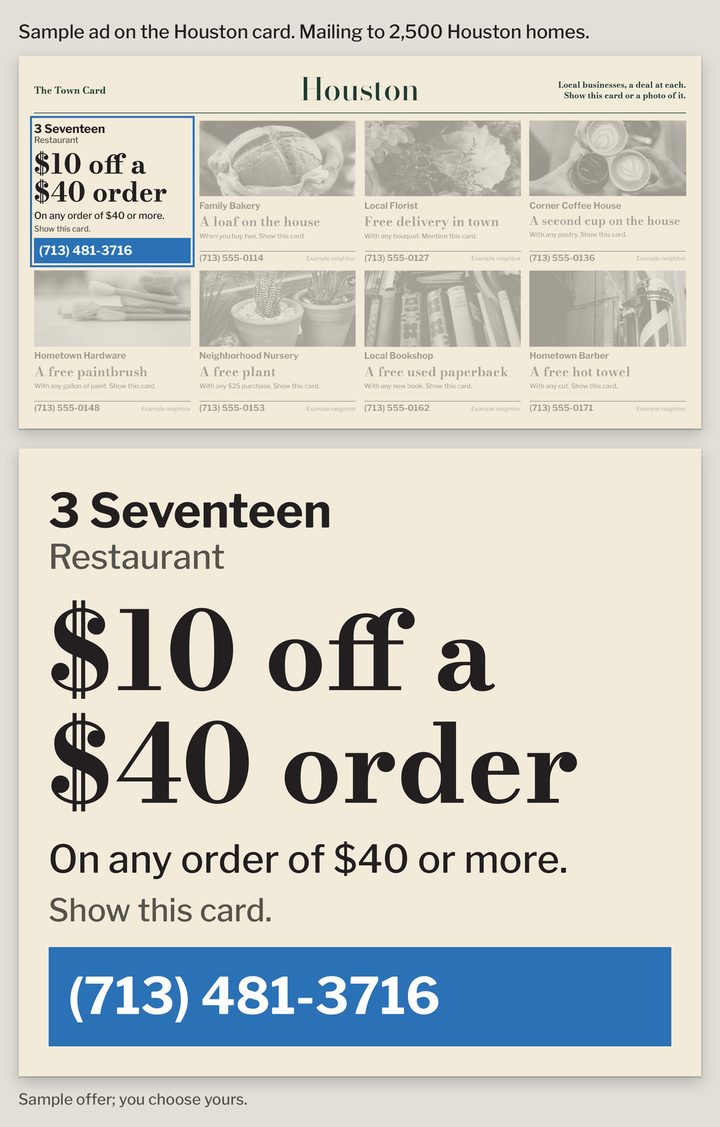 Sample ad on the Houston card. Mailing to 2,500 Houston homes.
The Town Card
Houston
Local businesses, a deal at each.
Show this card or a photo of it.
3 Seventeen
Restaurant
$10 off a
$40 order
On any order of $40 or more.
Show this card.
(713) 481-3716
Family Bakery
A loaf on the house
When you buy two. Show this card.
(713) 555-0114
Example neighbor
Local Florist
Free delivery in town
With any bouquet. Mention this card.
(713) 555-0127
Example neighbor
Corner Coffee House
A second cup on the house
With any pastry. Show this card.
(713) 555-0136
Example neighbor
Hometown Hardware
A free paintbrush
With any gallon of paint. Show this card.
(713) 555-0148
Example neighbor
Neighborhood Nursery
A free plant
With any $25 purchase. Show this card.
(713) 555-0153
Example neighbor
Local Bookshop
A free used paperback
With any new book. Show this card.
(713) 555-0162
Example neighbor
Hometown Barber
A free hot towel
With any cut. Show this card.
(713) 555-0171
Example neighbor
3 Seventeen
Restaurant
$10 off a
$40 order
On any order of $40 or more.
Show this card.
(713) 481-3716
Sample offer; you choose yours.